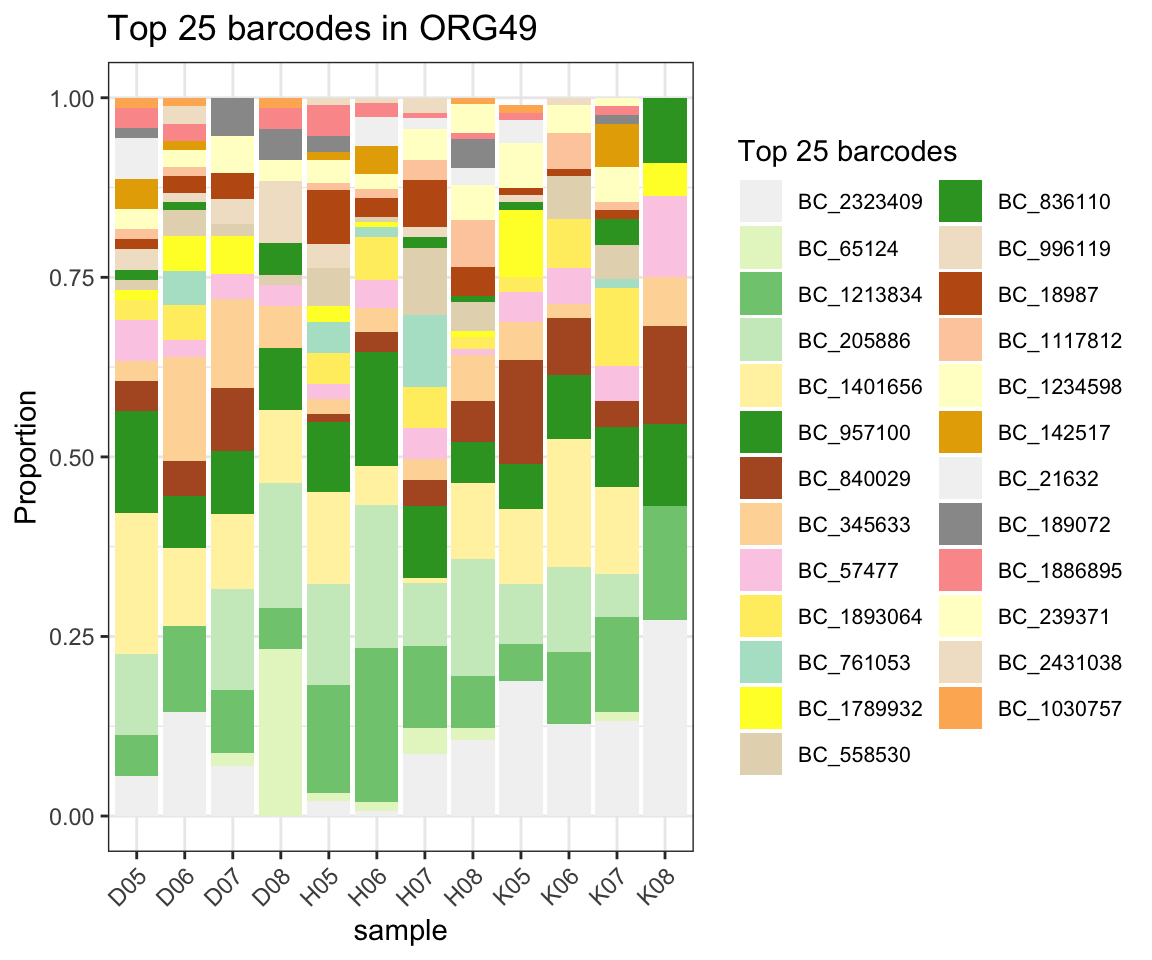 Top 25 barcodes in ORG49
Proportion
1.00
0.75
0.50
0.25
0.00
D05 D06 D07 D08 H05 H06 H07 H08 K05 K06 K07 K08
sample
Top 25 barcodes
BC_2323409
BC_65124
BC_1213834
BC_205886
BC_1401656
BC_957100
BC_840029
BC_345633
BC_57477
BC_1893064
BC_761053
BC_1789932
BC_558530
BC_836110
BC_996119
BC_18987
BC_1117812
BC_1234598
BC_142517
BC_21632
BC_189072
BC_1886895
BC_239371
BC_2431038
BC_1030757